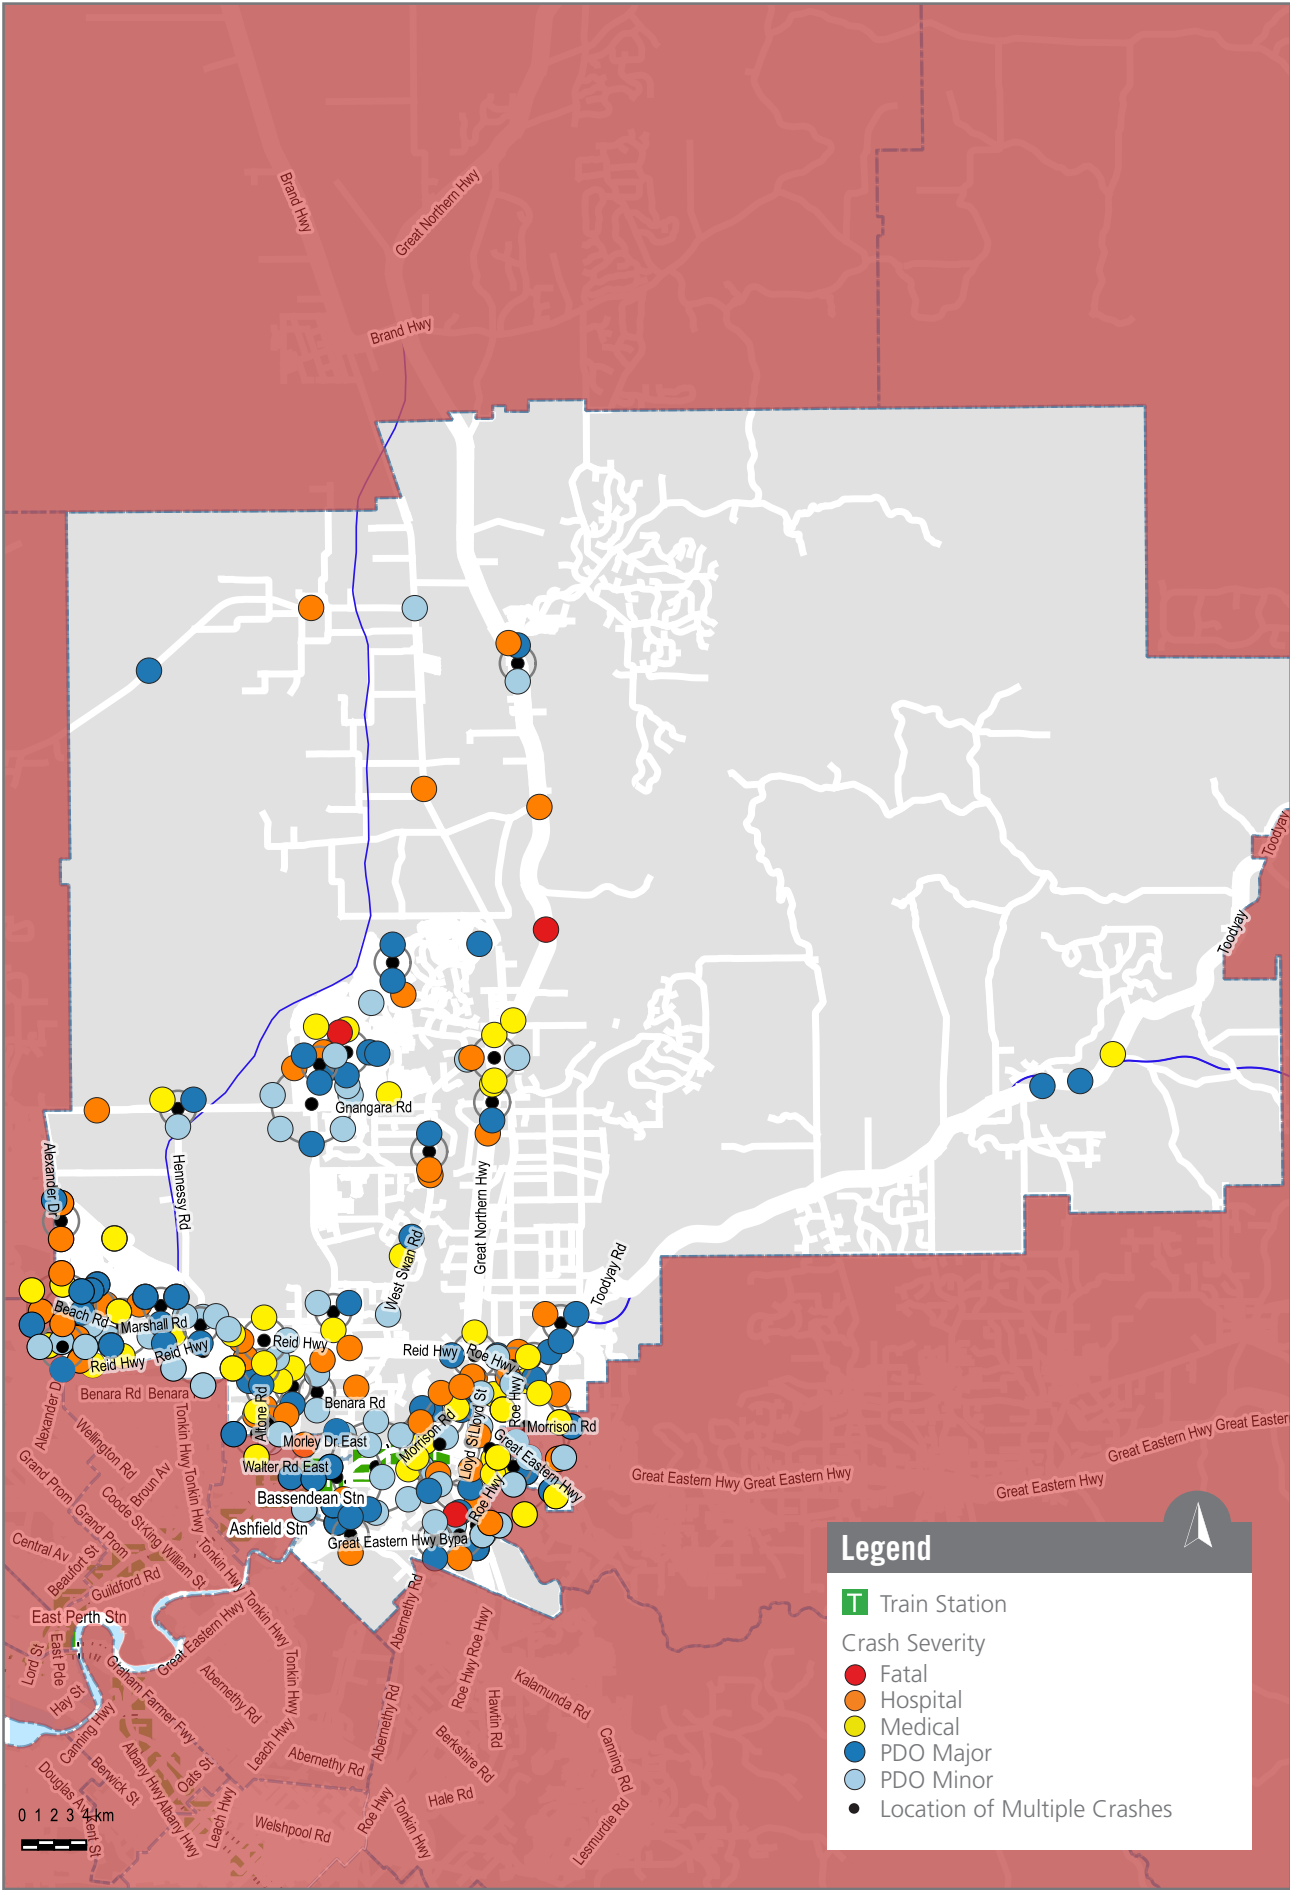 Brand Hwy
Great Northern Hwy
Brand Hwy
Toodyay
Toodyay
Gnangara Rd
Alexander Dr
Hennessy Rd
Great Northern Hwy
West Swan Rd
Toodyay Rd
Beach Rd
Marshall Rd
Reid Hwy
Reid Hwy
Reid Hwy
Reid Hwy
Roe Hwy
Benara Rd
Benara
Altone Rd
Benara Rd
Lloyd St
Lloyd St
Roe Hwy
Morrison Rd
Morrison Rd
Alexander D
Wellington Rd
Tonkin Hwy
Tonkin Hwy
Morley Dr East
Walter Rd East
Great Eastern Hwy
Great Eastern Hwy
Great Eastern Hwy
Great Eastern Hwy
Great Eastern
Great Eastern Hwy
Grand Prom
Broun Av
Coode St
Bassendean Stn
Roe Hwy
Ashfield Stn
Great Eastern Hwy Bypa
Grand Prom
King William St
Central Av
Beaufort St
Guildford Rd
Tonkin Hwy
Tonkin Hwy
East Perth Stn
Great Eastern Hwy
Abernethy Rd
Lord St
East Pde
Hay St
Graham Farmer Fwy
Abernethy Rd
Tonkin Hwy
Roe Hwy
Roe Hwy
Kalamunda Rd
Hawtin Rd
Canning Hwy
Leach Hwy
Abernethy Rd
Berkshire Rd
Canning Rd
Albany Hwy
Oats St
Abernethy Rd
Berwick St
Douglas Av
Kent St
Albany Hwy
Leach Hwy
Welshpool Rd
Roe Hwy
Tonkin Hwy
Hale Rd
Lesmurdie Rd
0 1 2 3 4 km
Legend
T Train Station
Crash Severity
Fatal
Hospital
Medical
PDO Major
PDO Minor
Location of Multiple Crashes